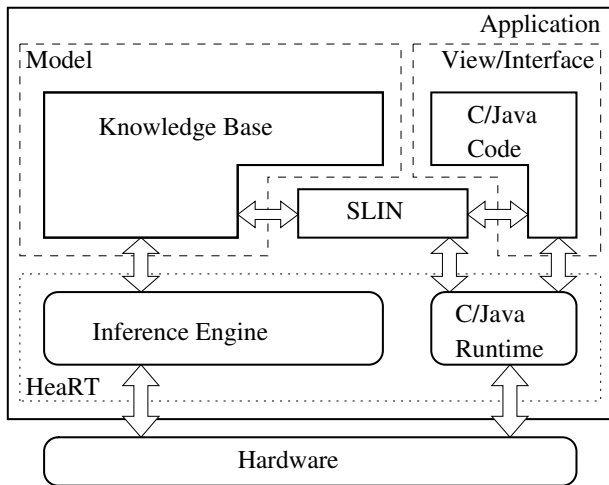 Application
Model
View/Interface
Knowledge Base
C/Java
Code
SLIN
Inference Engine
C/Java
Runtime
HeaRT
Hardware